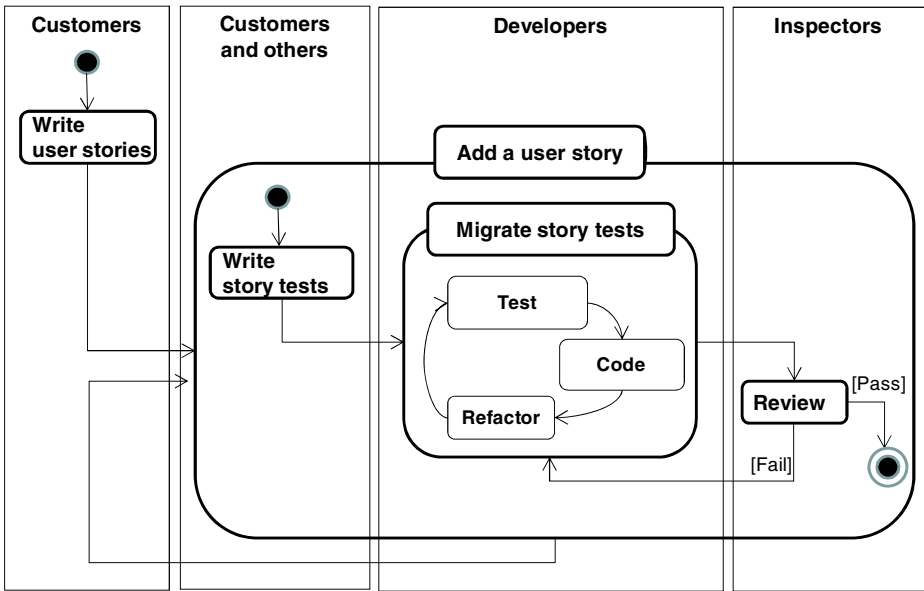 Customers
Customers
and others
Developers
Inspectors
Write
user stories
Add a user story
Write
story tests
Migrate story tests
Test
Code
Refactor
Review
[Pass]
[Fail]